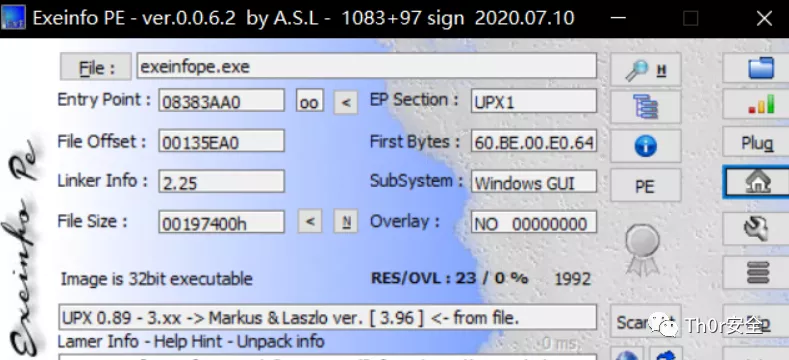 Exeinfo PE - ver.0.0.6.2 by A.S.L - 1083+97 sign 2020.07.10
File : exeinfope.exe H
Entry Point : 08383AA0 oo < EP Section : UPX1
File Offset : 00135EA0 First Bytes : 60.BE.00.E0.64 Plug
Linker Info : 2.25 SubSystem : Windows GUI PE
File Size : 00197400h < N Overlay : NO 00000000
Image is 32bit executable RES/OVL : 23 / 0 % 1992
UPX 0.89 - 3.xx -> Markus & Laszlo ver. [ 3.96 ] <- from file.
Lamer Info - Help Hint - Unpack info 0 ms.
Exeinfo Pe
Th0r安全